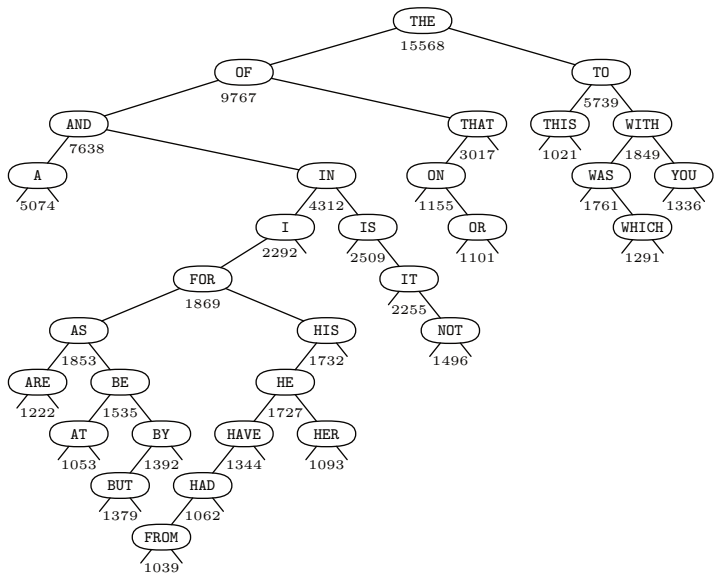 THE
15568
OF
TO
9767
5739
AND
THAT
THIS
WITH
7638
3017
1021
1849
A
IN
ON
WAS
YOU
5074
4312
1155
1761
1336
I
IS
OR
WHICH
2292
2509
1101
1291
FOR
IT
1869
2255
AS
HIS
NOT
1853
1732
1496
ARE
BE
HE
1222
1535
1727
AT
BY
HAVE
HER
1053
1392
1344
1093
BUT
HAD
1379
1062
FROM
1039